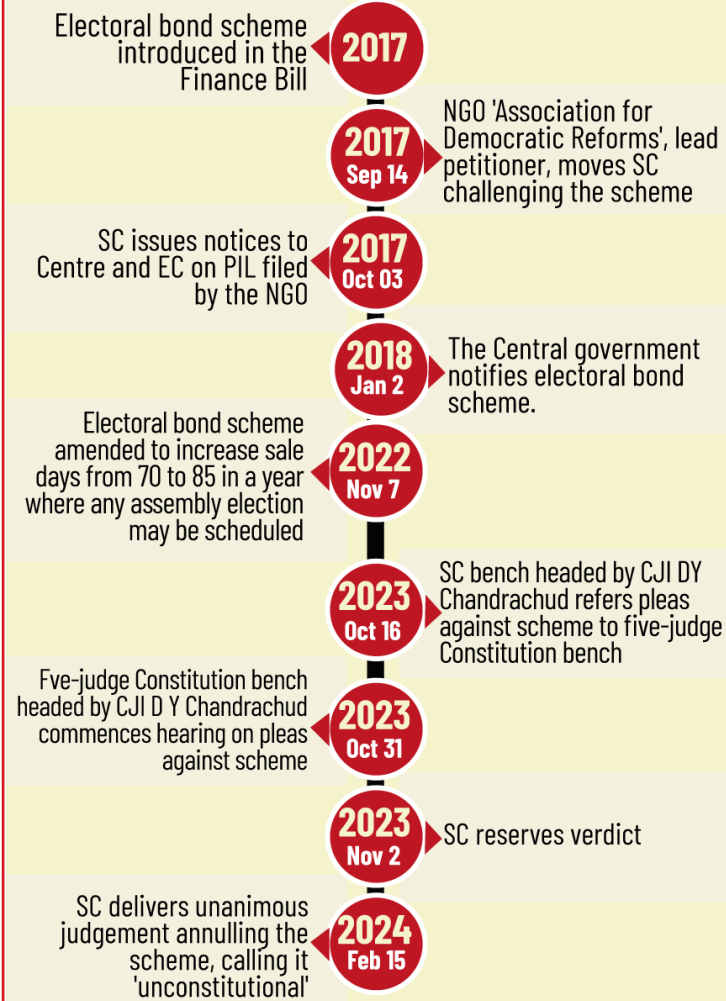 Electoral bond scheme
introduced in the
Finance Bill
2017
2017
Sep 14
NGO 'Association for
Democratic Reforms', lead
petitioner, moves SC
challenging the scheme
SC issues notices to
Centre and EC on PIL filed
by the NGO
2017
Oct 03
2018
Jan 2
The Central government
notifies electoral bond
scheme.
Electoral bond scheme
amended to increase sale
days from 70 to 85 in a year
where any assembly election
may be scheduled
2022
Nov 7
2023
Oct 16
SC bench headed by CJI DY
Chandrachud refers pleas
against scheme to five-judge
Constitution bench
Fve-judge Constitution bench
headed by CJI D Y Chandrachud
commences hearing on pleas
against scheme
2023
Oct 31
2023
Nov 2
SC reserves verdict
SC delivers unanimous
judgement annulling the
scheme, calling it
'unconstitutional'
2024
Feb 15